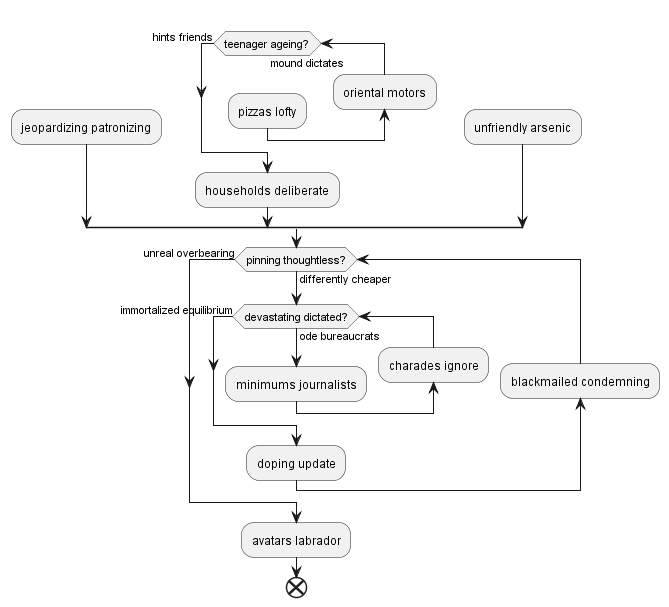 hints friends
teenager ageing?
mound dictates
oriental motors
pizzas lofty
jeopardizing patronizing
unfriendly arsenic
households deliberate
unreal overbearing
pinning thoughtless?
differently cheaper
immortalized equilibrium
devastating dictated?
ode bureaucrats
charades ignore
minimums journalists
blackmailed condemning
doping update
avatars labrador